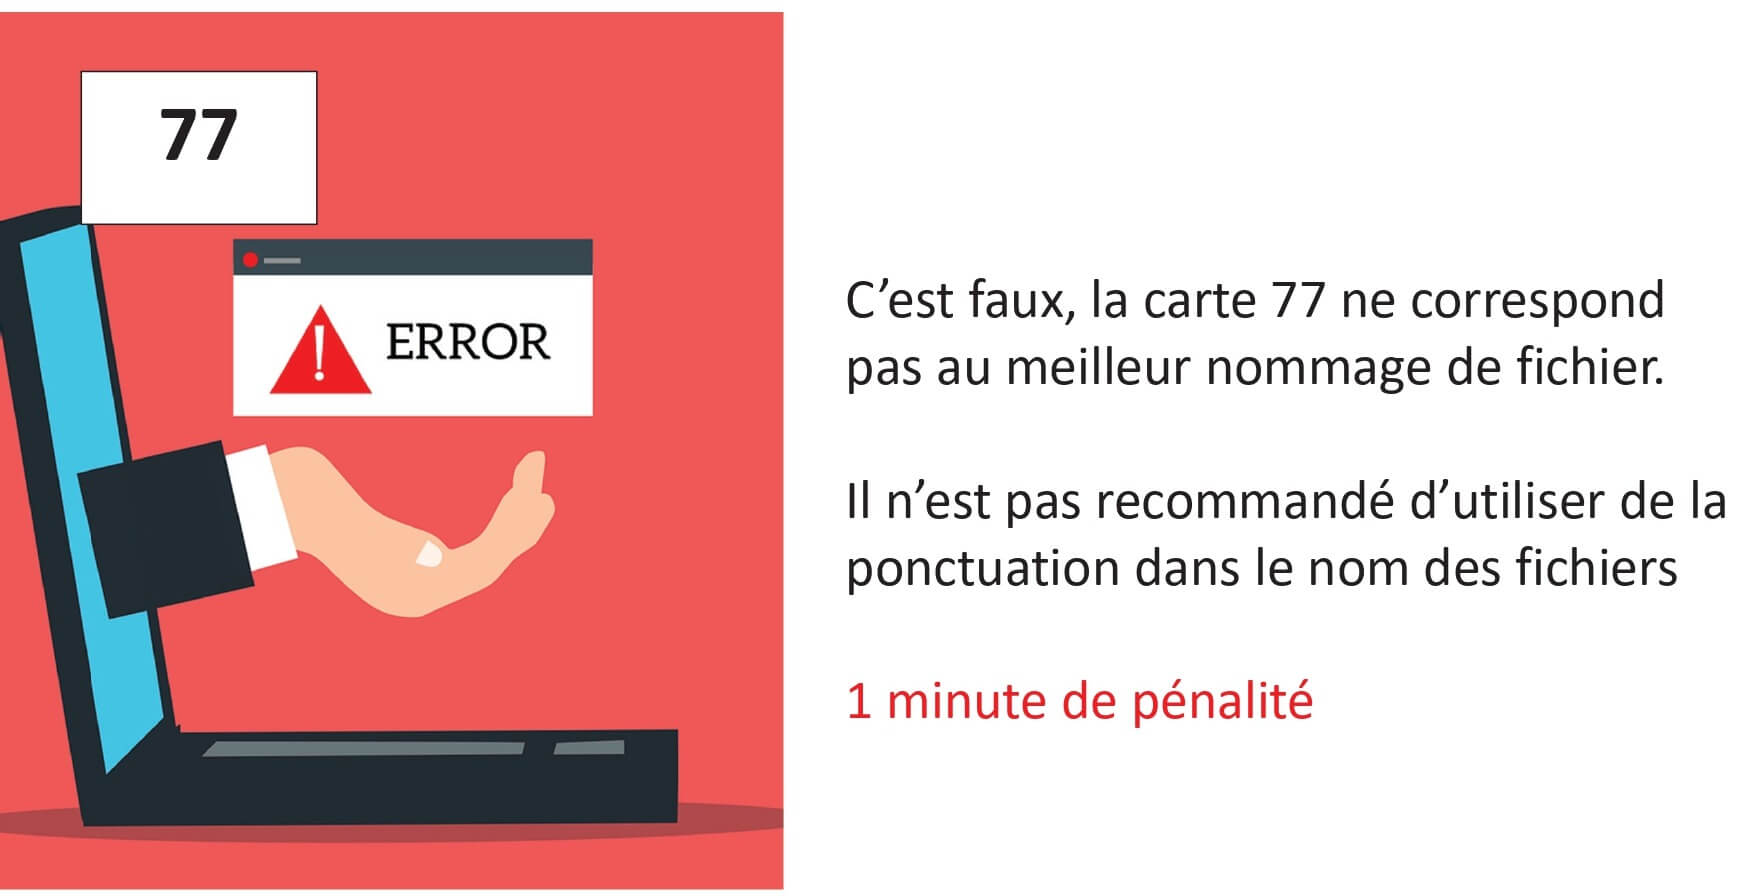 77
ERROR
C’est faux, la carte 77 ne correspond
pas au meilleur nommage de fichier.
Il n’est pas recommandé d’utiliser de la
ponctuation dans le nom des fichiers
1 minute de pénalité